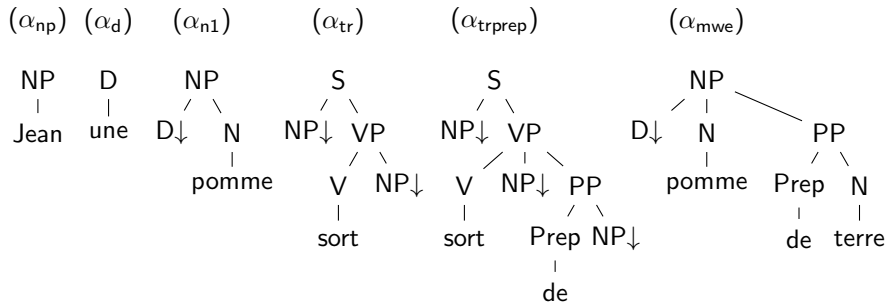 (α_np) (α_d) (α_n1) (α_tr) (α_trprep) (α_mwe)
NP D NP S S NP
Jean une D↓ N NP↓ VP NP↓ VP D↓ N PP
pomme V NP↓ V NP↓ PP pomme Prep N
sort sort Prep NP↓ de terre
de